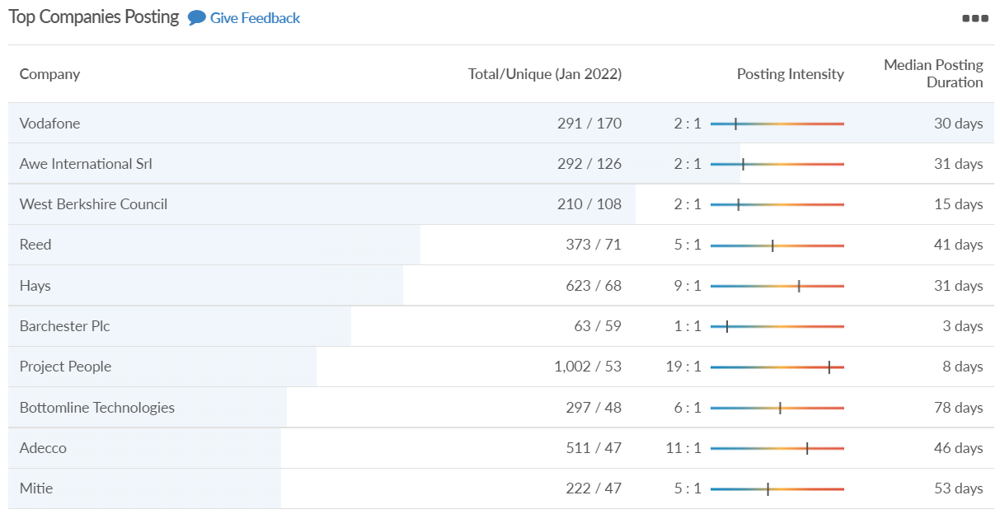 Top Companies Posting Give Feedback
Company Total/Unique (Jan 2022) Posting Intensity Median Posting Duration
Vodafone 291 / 170 2 : 1 30 days
Awe International Srl 292 / 126 2 : 1 31 days
West Berkshire Council 210 / 108 2 : 1 15 days
Reed 373 / 71 5 : 1 41 days
Hays 623 / 68 9 : 1 31 days
Barchester Plc 63 / 59 1 : 1 3 days
Project People 1,002 / 53 19 : 1 8 days
Bottomline Technologies 297 / 48 6 : 1 78 days
Adecco 511 / 47 11 : 1 46 days
Mitie 222 / 47 5 : 1 53 days